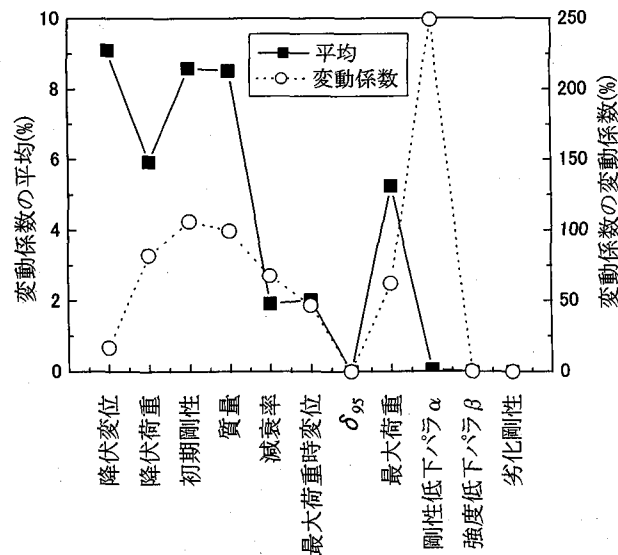 変動係数の平均(%)
10
8
6
4
2
0
平均
変動係数
250
200
150
100
50
0
変動係数の変動係数(%)
降伏変位
降伏荷重
初期剛性
質量
減衰率
最大荷重時変位
δ95
最大荷重
剛性低下パラα
強度低下パラβ
劣化剛性